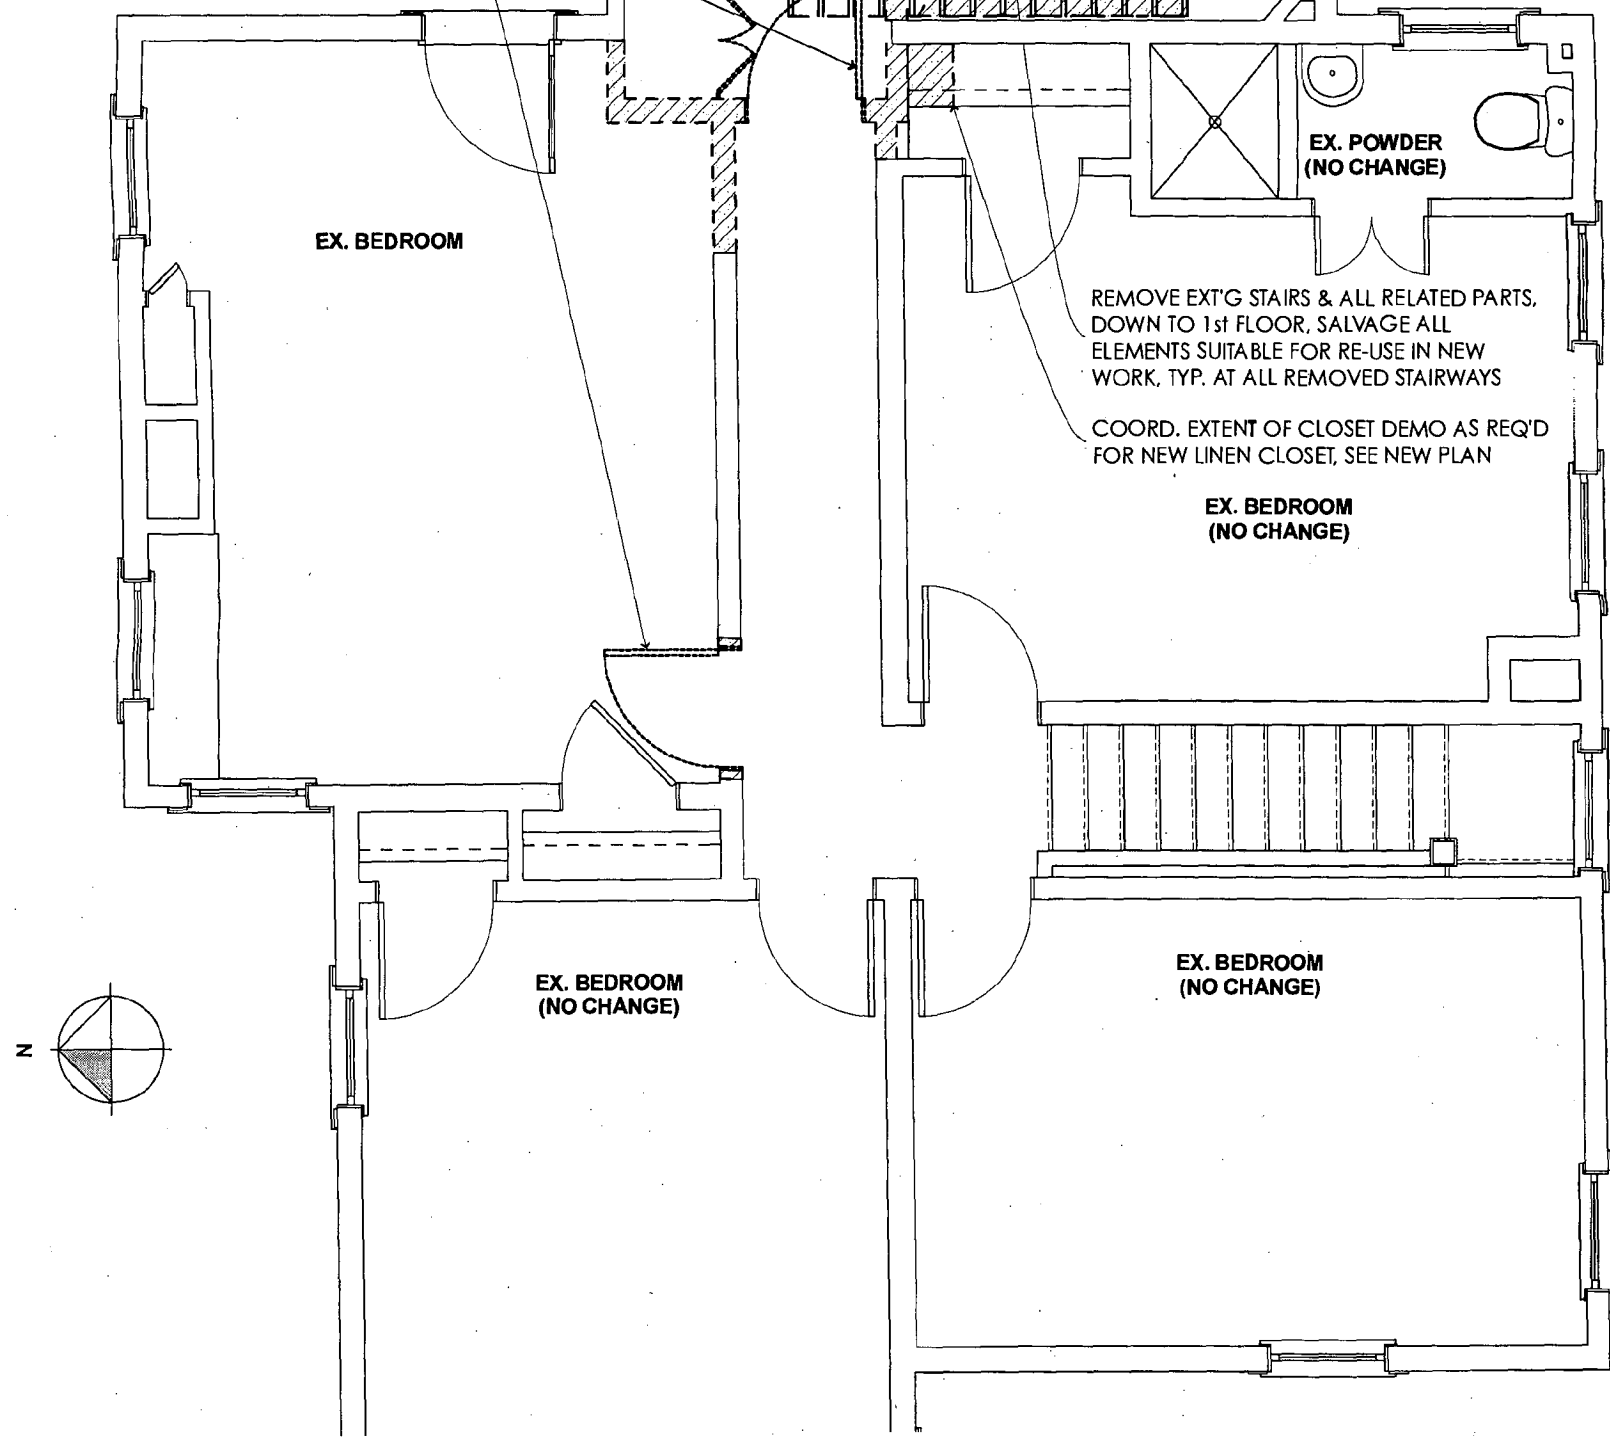 EX. POWDER
(NO CHANGE)
EX. BEDROOM
REMOVE EXT'G STAIRS & ALL RELATED PARTS,
DOWN TO 1st FLOOR, SALVAGE ALL
ELEMENTS SUITABLE FOR RE-USE IN NEW
WORK, TYP. AT ALL REMOVED STAIRWAYS
COORD. EXTENT OF CLOSET DEMO AS REQ'D
FOR NEW LINEN CLOSET, SEE NEW PLAN
EX. BEDROOM
(NO CHANGE)
EX. BEDROOM
(NO CHANGE)
EX. BEDROOM
(NO CHANGE)
N